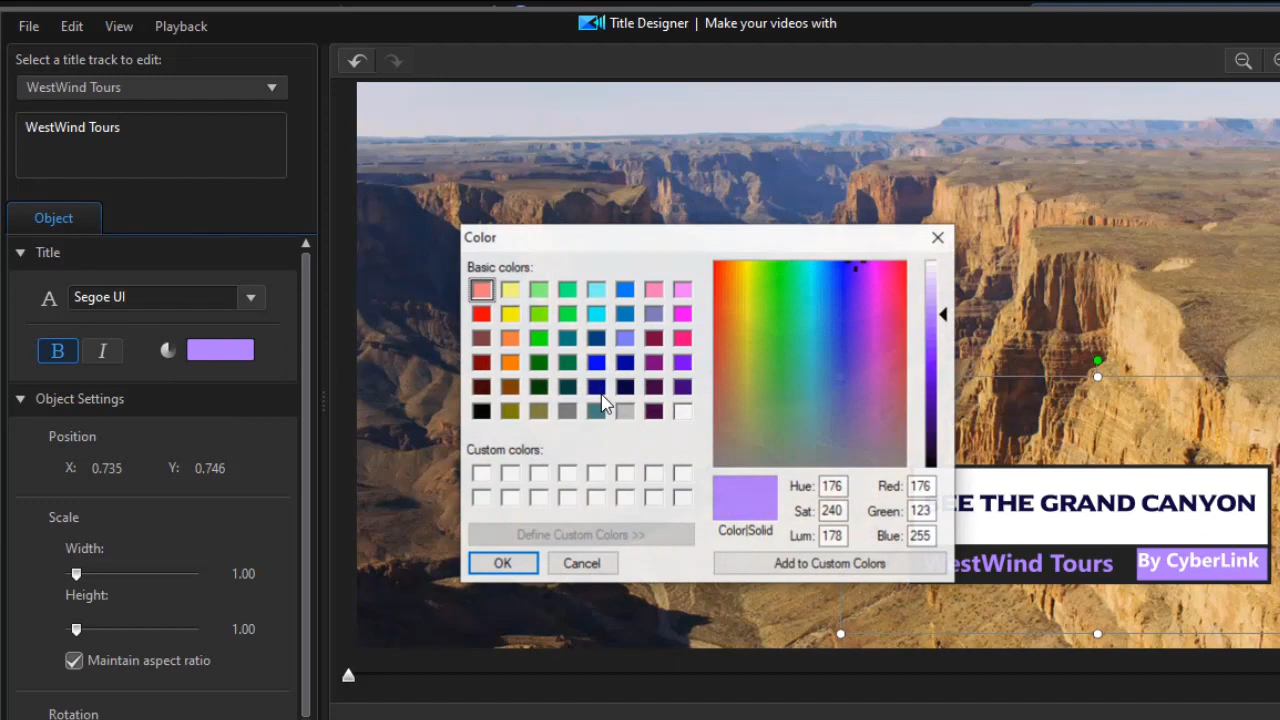 File Edit View Playback
Title Designer | Make your videos with
Select a title track to edit:
WestWind Tours
WestWind Tours
Object
Title
A Segoe UI
B I
Object Settings
Position
X: 0.735 Y: 0.746
Scale
Width:
1.00
Height:
1.00
Maintain aspect ratio
Rotation
Color
Basic colors:
Custom colors:
Define Custom Colors >>
OK Cancel
Hue: 176 Red: 176
Sat: 240 Green: 123
Color|Solid
Lum: 178 Blue: 255
Add to Custom Colors
EE THE GRAND CANYON
WestWind Tours By CyberLink